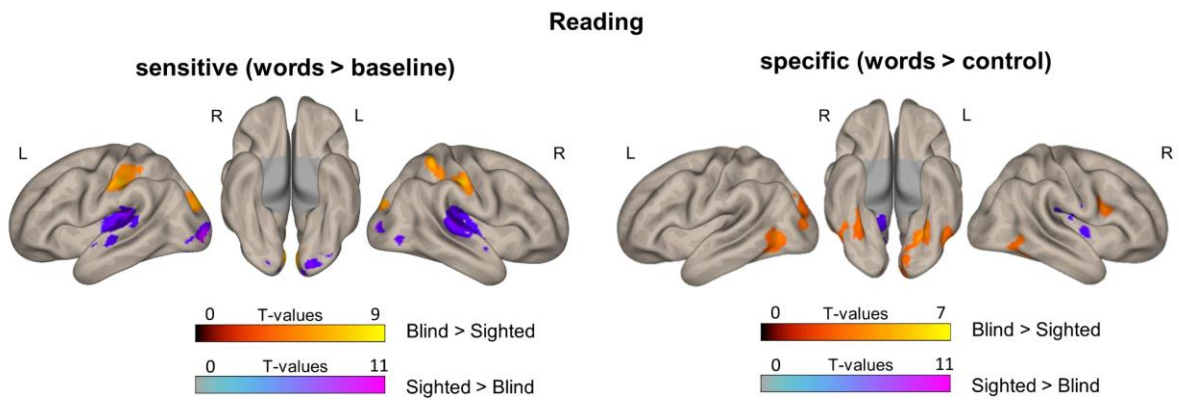 Reading
sensitive (words > baseline)
R
L
L
R
0 T-values 9
Blind > Sighted
0 T-values 11
Sighted > Blind
specific (words > control)
R
L
L
R
0 T-values 7
Blind > Sighted
0 T-values 11
Sighted > Blind